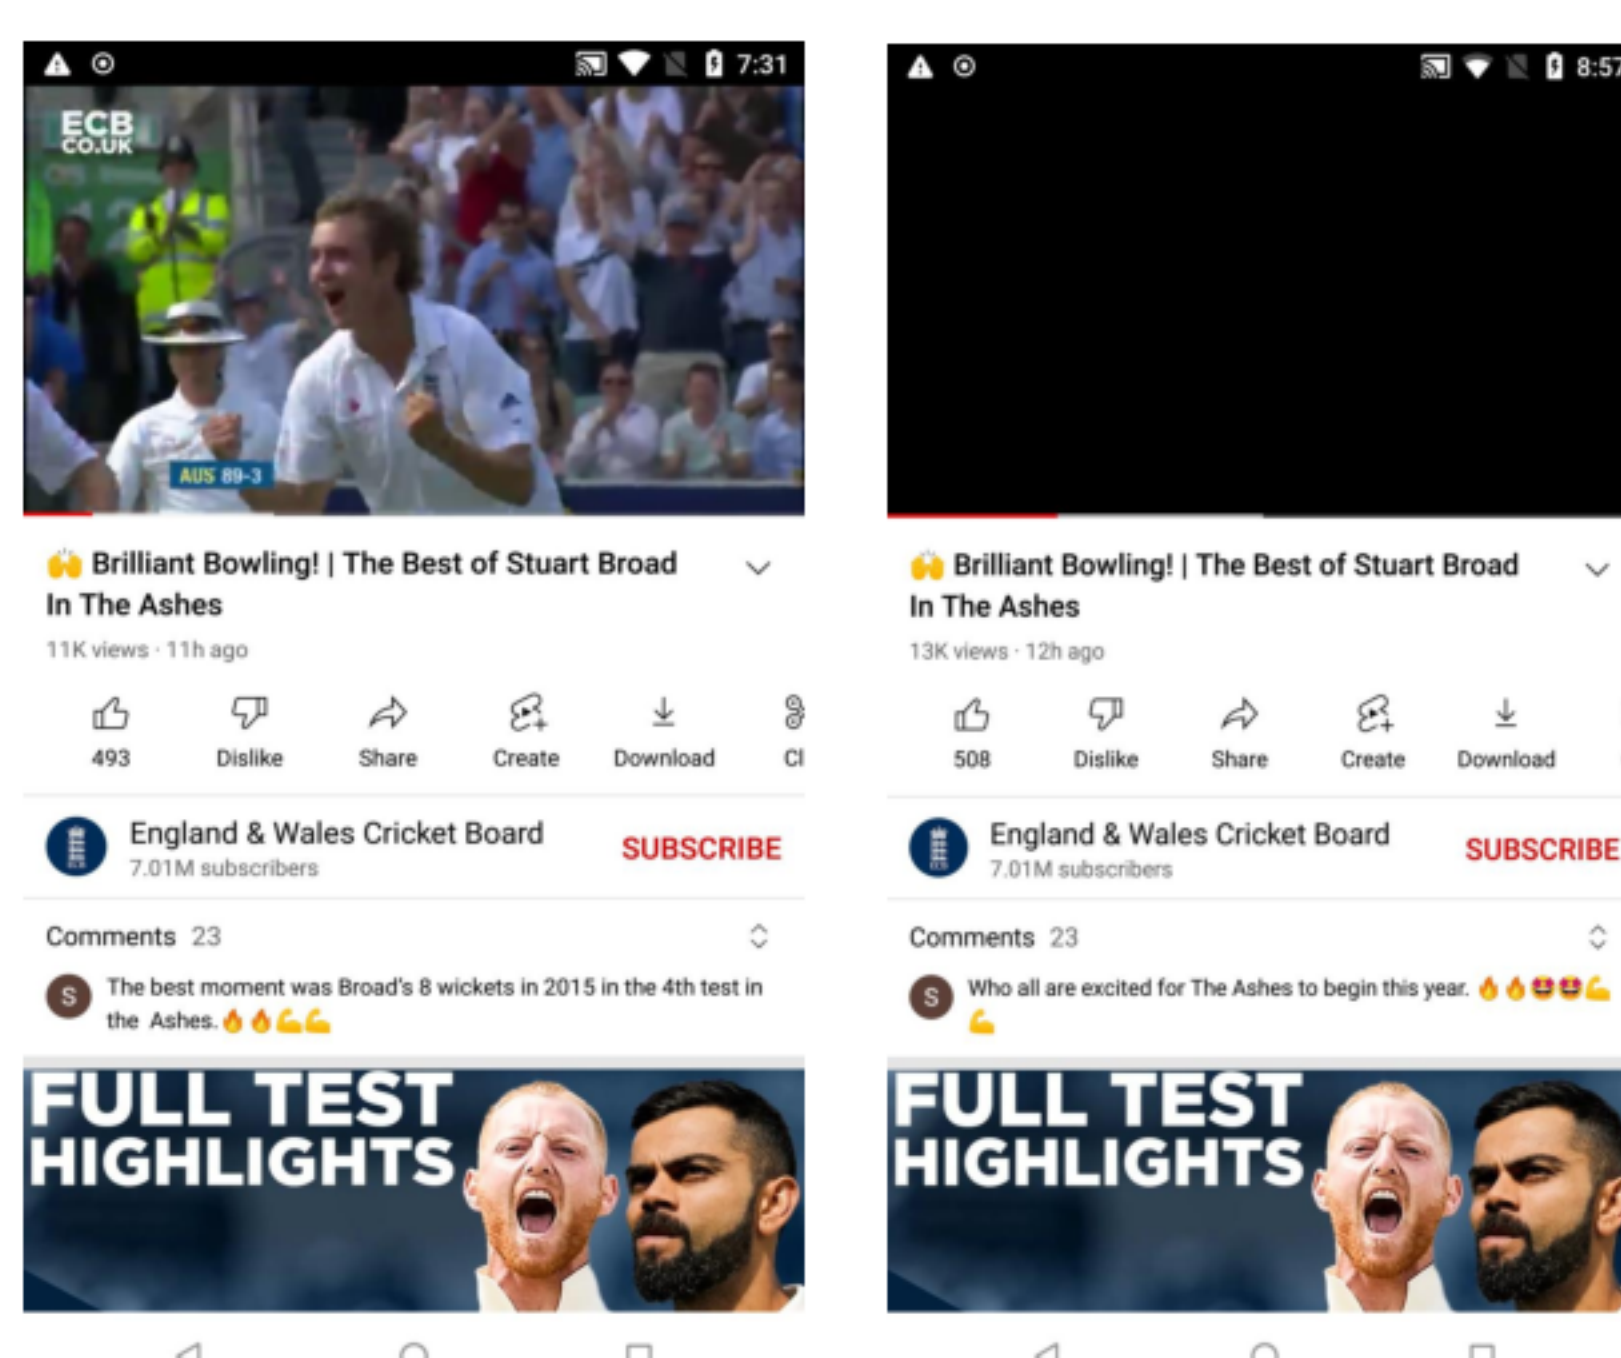 7:31
ECB
CO.UK
AUS 89-3
🙌 Brilliant Bowling! | The Best of Stuart Broad
In The Ashes
11K views · 11h ago
493 Dislike Share Create Download Cl
England & Wales Cricket Board
7.01M subscribers
SUBSCRIBE
Comments 23
S
The best moment was Broad's 8 wickets in 2015 in the 4th test in
the Ashes.🔥🔥💪💪
FULL TEST
HIGHLIGHTS
8:57
🙌 Brilliant Bowling! | The Best of Stuart Broad
In The Ashes
13K views · 12h ago
508 Dislike Share Create Download
England & Wales Cricket Board
7.01M subscribers
SUBSCRIBE
Comments 23
S
Who all are excited for The Ashes to begin this year. 🔥🔥🤩🤩💪
💪
FULL TEST
HIGHLIGHTS